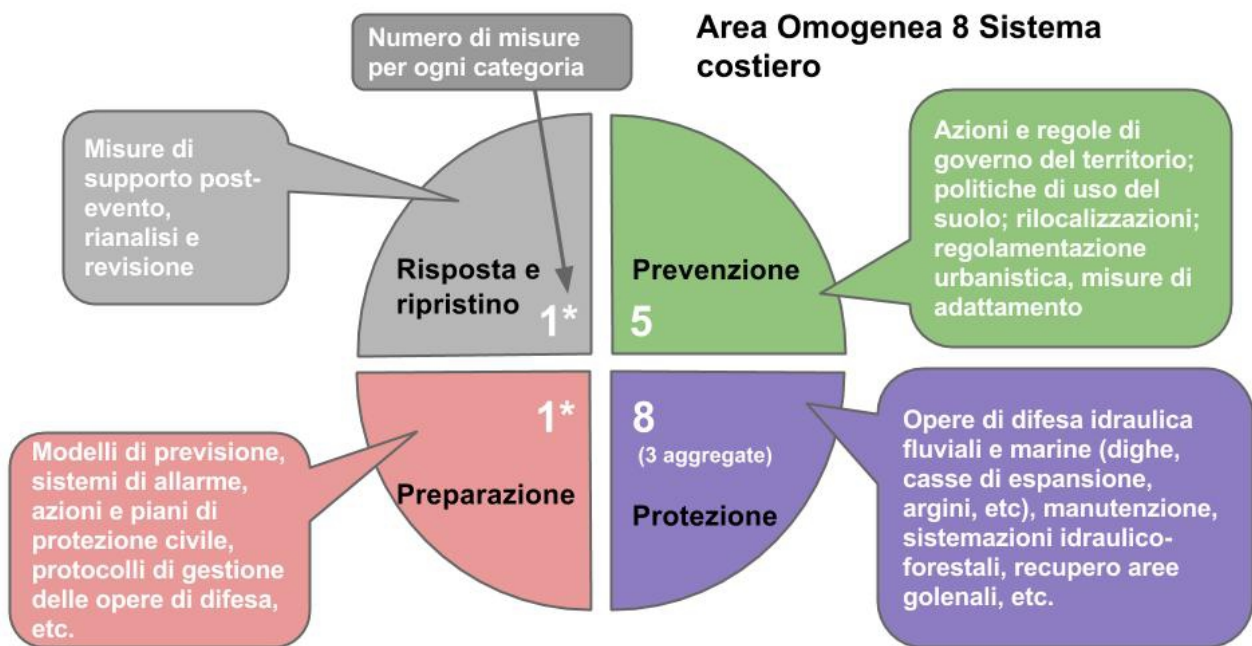 Area Omogenea 8 Sistema
costiero
Numero di misure
per ogni categoria
Misure di
supporto post-
evento,
rianalisi e
revisione
Risposta e
ripristino
1*
Prevenzione
5
Azioni e regole di
governo del territorio;
politiche di uso del
suolo; rilocalizzazioni;
regolamentazione
urbanistica, misure di
adattamento
Modelli di previsione,
sistemi di allarme,
azioni e piani di
protezione civile,
protocolli di gestione
delle opere di difesa,
etc.
1*
Preparazione
8
(3 aggregate)
Protezione
Opere di difesa idraulica
fluviali e marine (dighe,
casse di espansione,
argini, etc), manutenzione,
sistemazioni idraulico-
forestali, recupero aree
golenali, etc.